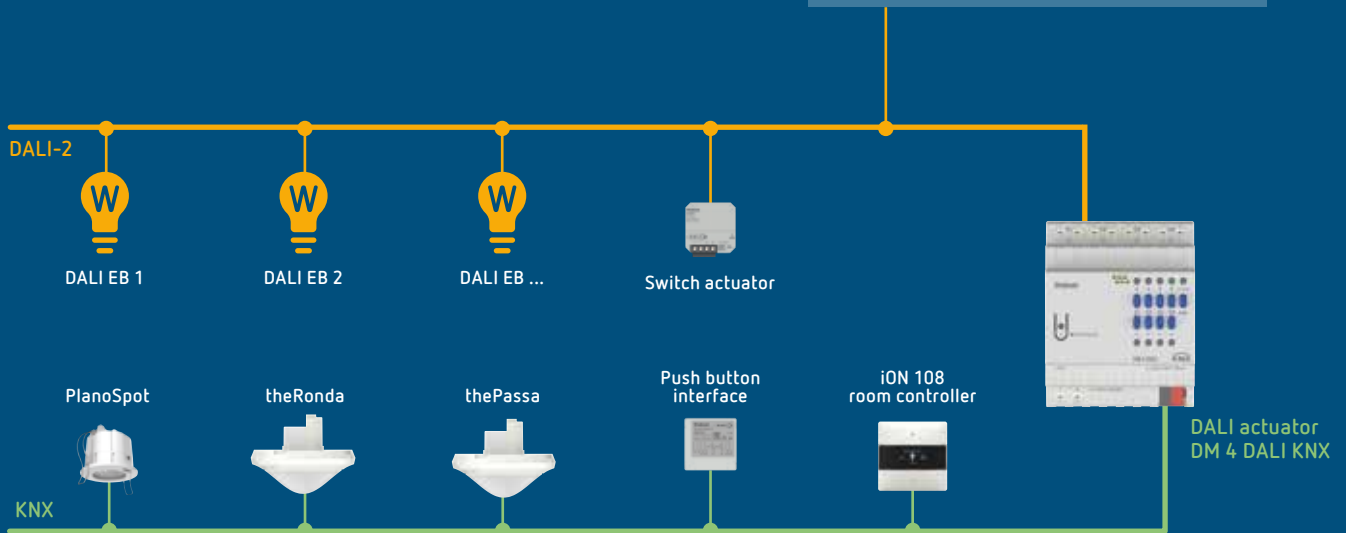 DALI-2
W
W
W
DALI EB 1
DALI EB 2
DALI EB ...
Switch actuator
PlanoSpot
theRonda
thePassa
Push button
interface
iON 108
room controller
DALI actuator
DM 4 DALI KNX
KNX